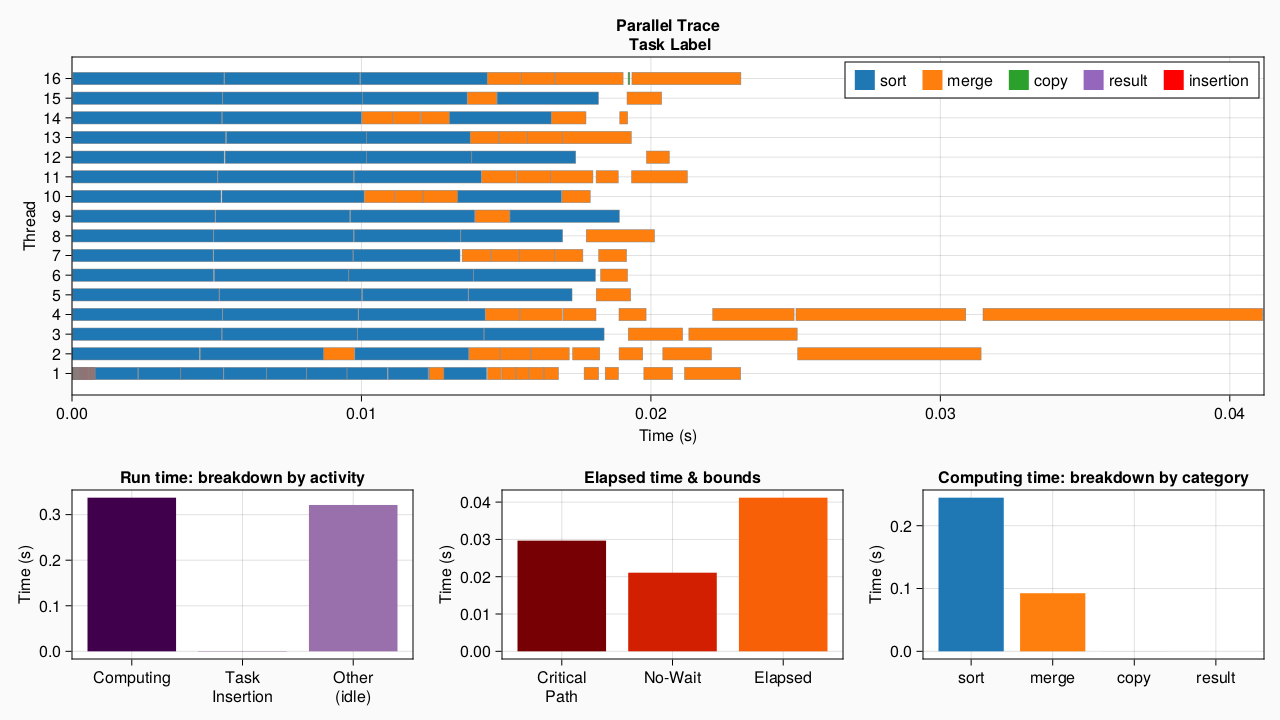 Parallel Trace
Task Label
sort
merge
copy
result
insertion
Thread
16
15
14
13
12
11
10
9
8
7
6
5
4
3
2
1
0.00
0.01
0.02
0.03
0.04
Time (s)
Run time: breakdown by activity
Time (s)
0.3
0.2
0.1
0.0
Computing
Task
Insertion
Other
(idle)
Elapsed time & bounds
Time (s)
0.04
0.03
0.02
0.01
0.00
Critical
Path
No-Wait
Elapsed
Computing time: breakdown by category
Time (s)
0.2
0.1
0.0
sort
merge
copy
result